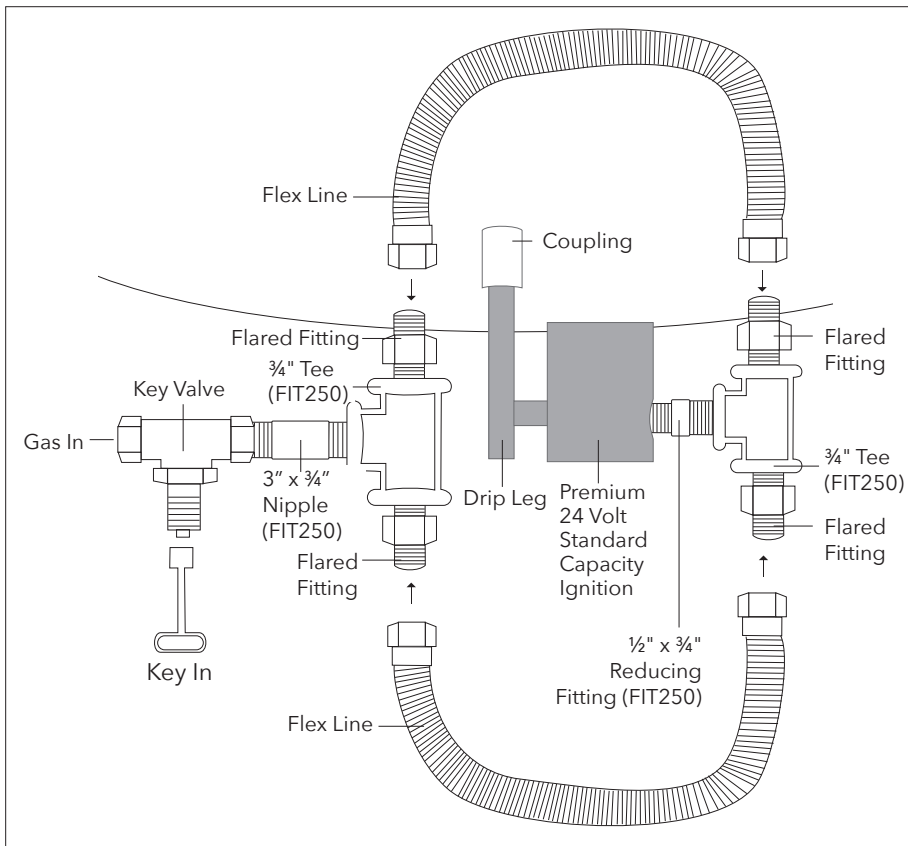 Flex Line
Coupling
Flared Fitting
Flared
Fitting
¾" Tee
(FIT250)
Key Valve
Gas In
3” x ¾”
Nipple
(FIT250)
Drip Leg
Premium
24 Volt
Standard
Capacity
Ignition
¾" Tee
(FIT250)
Flared
Fitting
Flared
Fitting
½" x ¾"
Reducing
Fitting (FIT250)
Key In
Flex Line